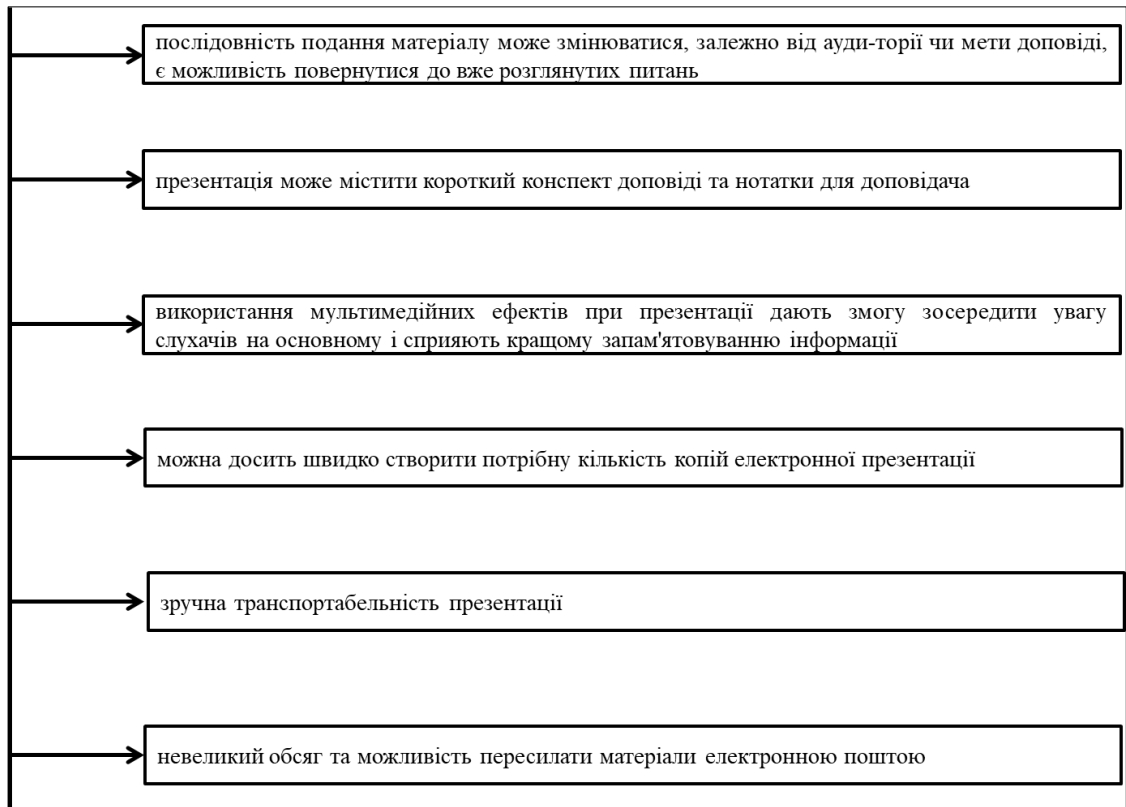 послідовність подання матеріалу може змінюватися, залежно від ауди-торії чи мети доповіді,
є можливість повернутися до вже розглянутих питань
презентація може містити короткий конспект доповіді та нотатки для доповідача
використання мультимедійних ефектів при презентації дають змогу зосередити увагу
слухачів на основному і сприяють кращому запам'ятовуванню інформації
можна досить швидко створити потрібну кількість копій електронної презентації
зручна транспортабельність презентації
невеликий обсяг та можливість пересилати матеріали електронною поштою